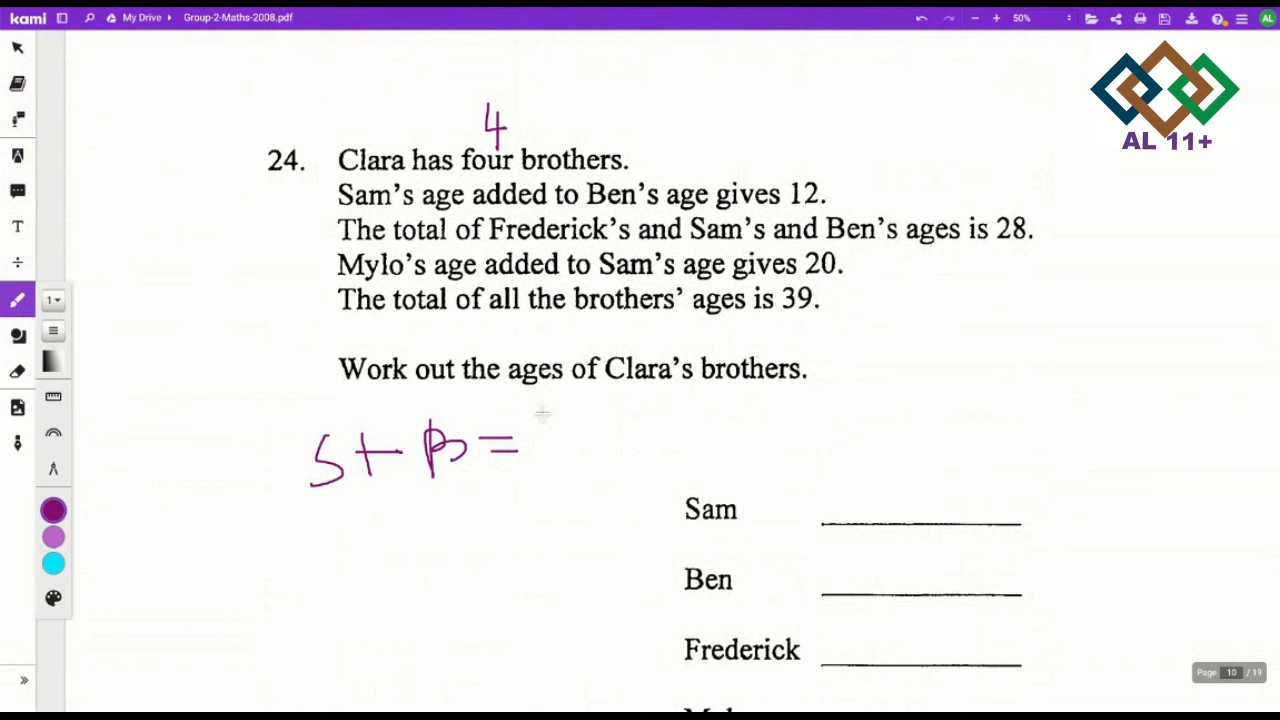 kami My Drive Group-2-Maths-2008.pdf 50% AL
AL 11+
4
24. Clara has four brothers.
Sam's age added to Ben's age gives 12.
The total of Frederick's and Sam's and Ben's ages is 28.
Mylo's age added to Sam's age gives 20.
The total of all the brothers' ages is 39.
Work out the ages of Clara's brothers.
S + B =
Sam
Ben
Frederick
Page 10 / 19
T
1